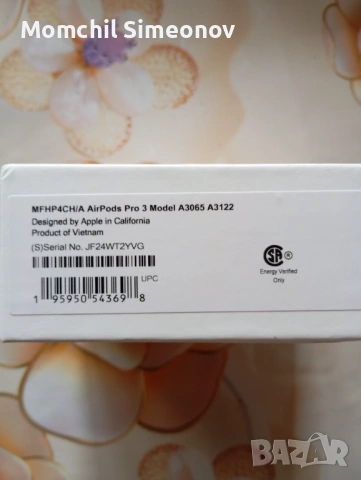 Momchil Simeonov
MFHP4CH/A AirPods Pro 3 Model A3065 A3122
Designed by Apple in California
Product of Vietnam
(S)Serial No. JF24WT2YVG
UPC
1 95950 54369 8
SA ®
Energy Verified
Only
BAZAR